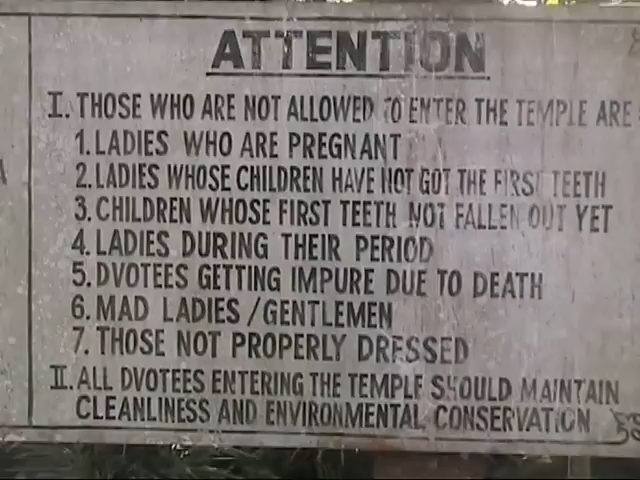 ATTENTION
I. THOSE WHO ARE NOT ALLOWED TO ENTER THE TEMPLE ARE
1. LADIES WHO ARE PREGNANT
2. LADIES WHOSE CHILDREN HAVE NOT GOT THE FIRST TEETH
3. CHILDREN WHOSE FIRST TEETH NOT FALLEN OUT YET
4. LADIES DURING THEIR PERIOD
5. DVOTEES GETTING IMPURE DUE TO DEATH
6. MAD LADIES / GENTLEMEN
7. THOSE NOT PROPERLY DRESSED
II. ALL DVOTEES ENTERING THE TEMPLE SHOULD MAINTAIN
CLEANLINESS AND ENVIRONMENTAL CONSERVATION